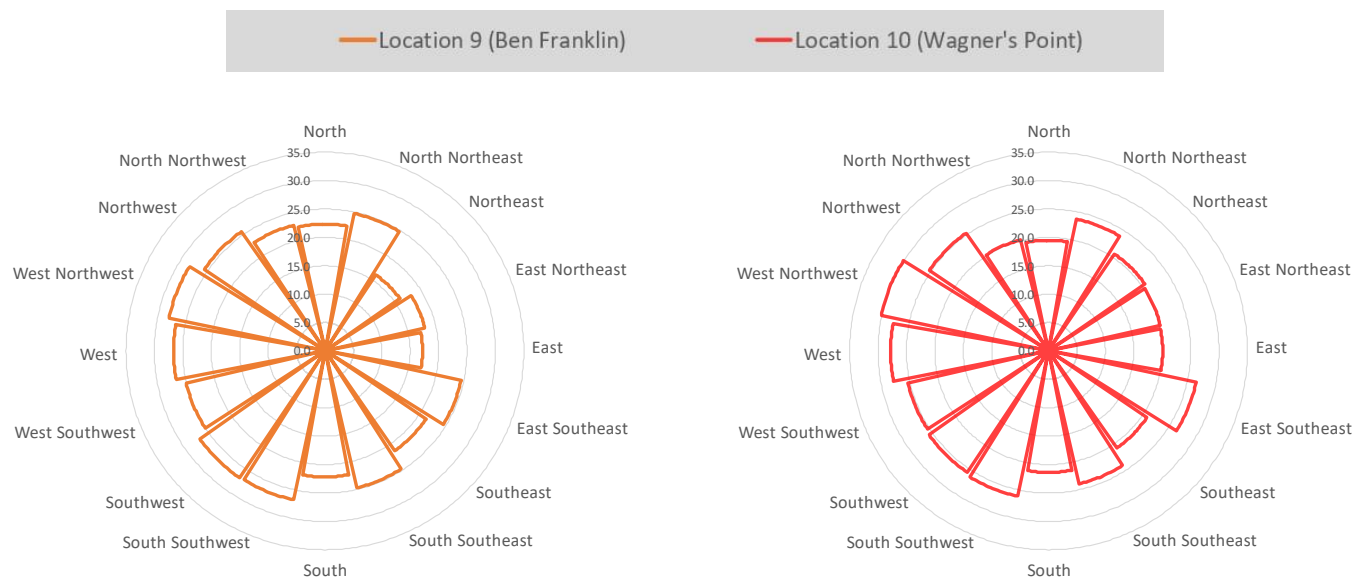 Location 9 (Ben Franklin)
Location 10 (Wagner's Point)
North
North Northeast
Northeast
East Northeast
East
East Southeast
Southeast
South Southeast
South
South Southwest
Southwest
West Southwest
West
West Northwest
Northwest
North Northwest
35.0
30.0
25.0
20.0
15.0
10.0
5.0
0.0
North
North Northeast
Northeast
East Northeast
East
East Southeast
Southeast
South Southeast
South
South Southwest
Southwest
West Southwest
West
West Northwest
Northwest
North Northwest
35.0
30.0
25.0
20.0
15.0
10.0
5.0
0.0